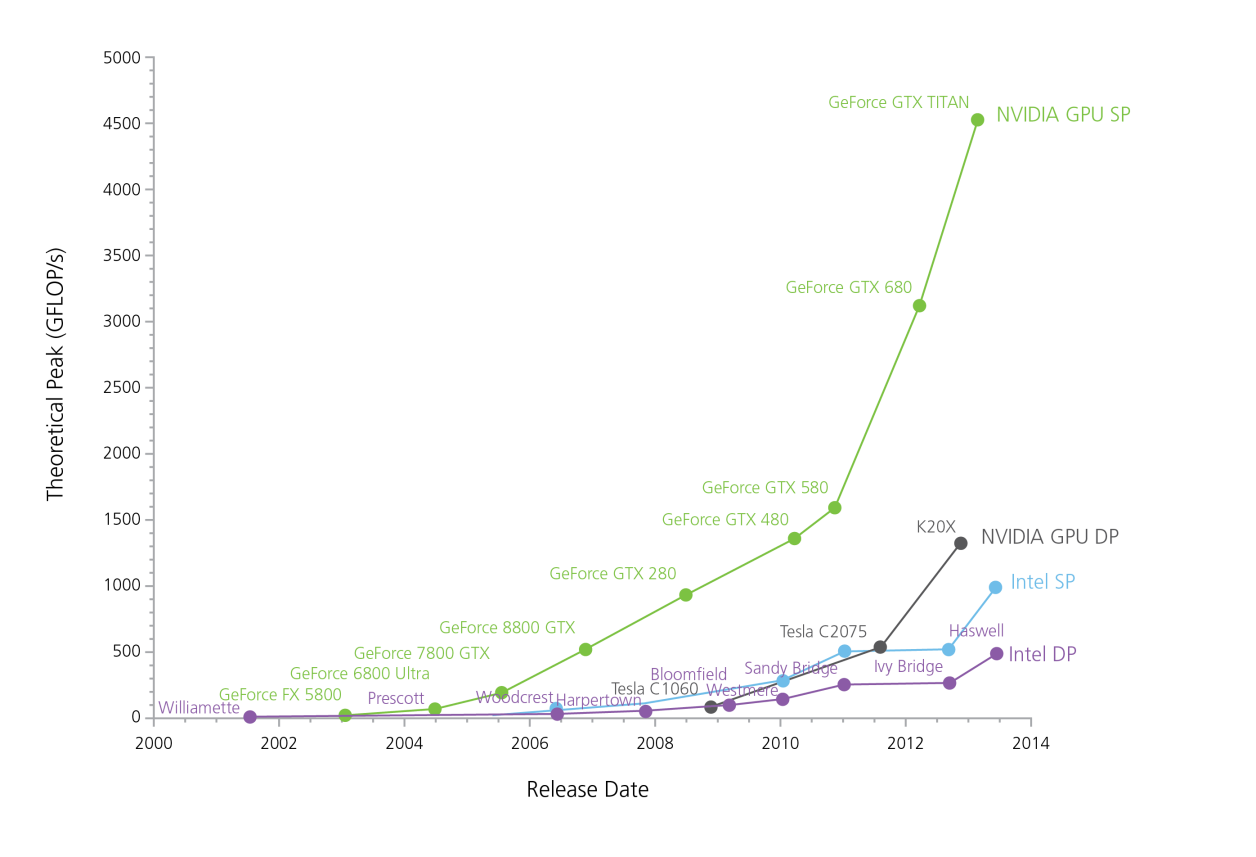 5000
GeForce GTX TITAN
NVIDIA GPU SP
4500
4000
3500
GeForce GTX 680
3000
Theoretical Peak (GFLOP/s)
2500
2000
GeForce GTX 580
1500
GeForce GTX 480
K20X
NVIDIA GPU DP
GeForce GTX 280
1000
Intel SP
GeForce 8800 GTX
Tesla C2075
Haswell
500
GeForce 7800 GTX
Intel DP
GeForce 6800 Ultra
Bloomfield
Sandy Bridge
Ivy Bridge
GeForce FX 5800
Prescott
Woodcrest
Harpertown
Tesla C1060
Westmere
Williamette
0
2000 2002 2004 2006 2008 2010 2012 2014
Release Date